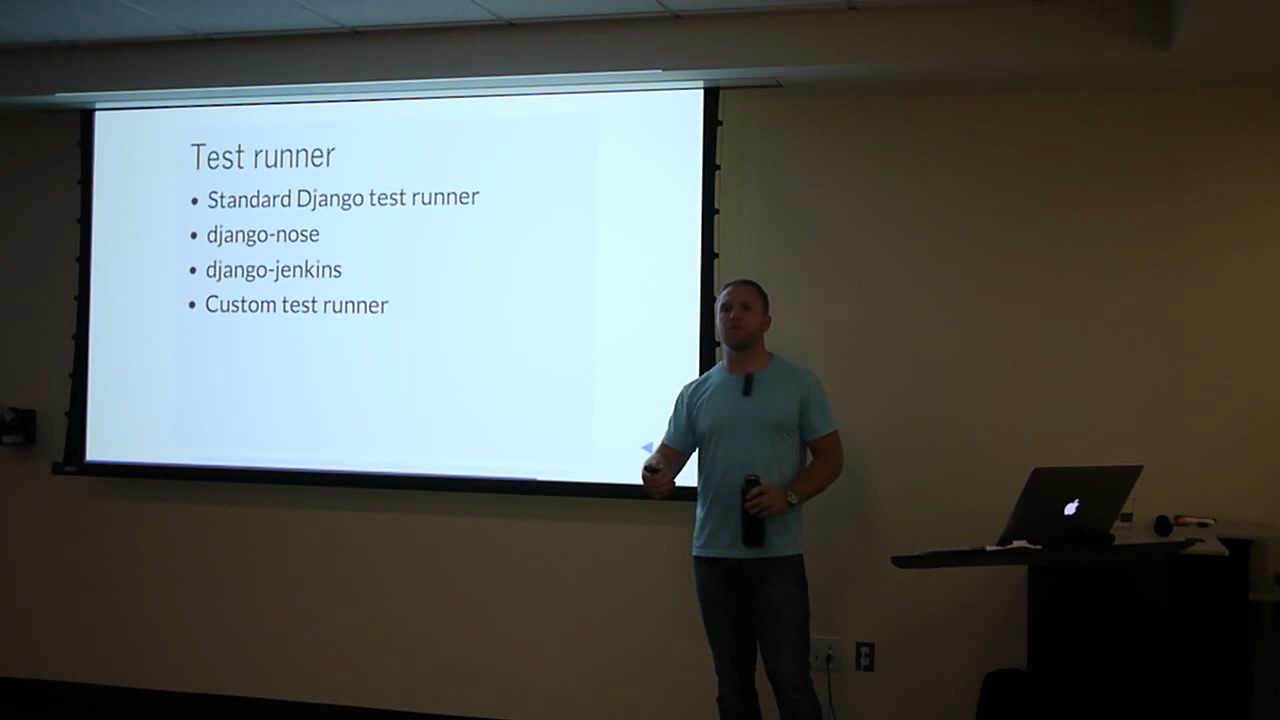 Test runner
• Standard Django test runner
• django-nose
• django-jenkins
• Custom test runner